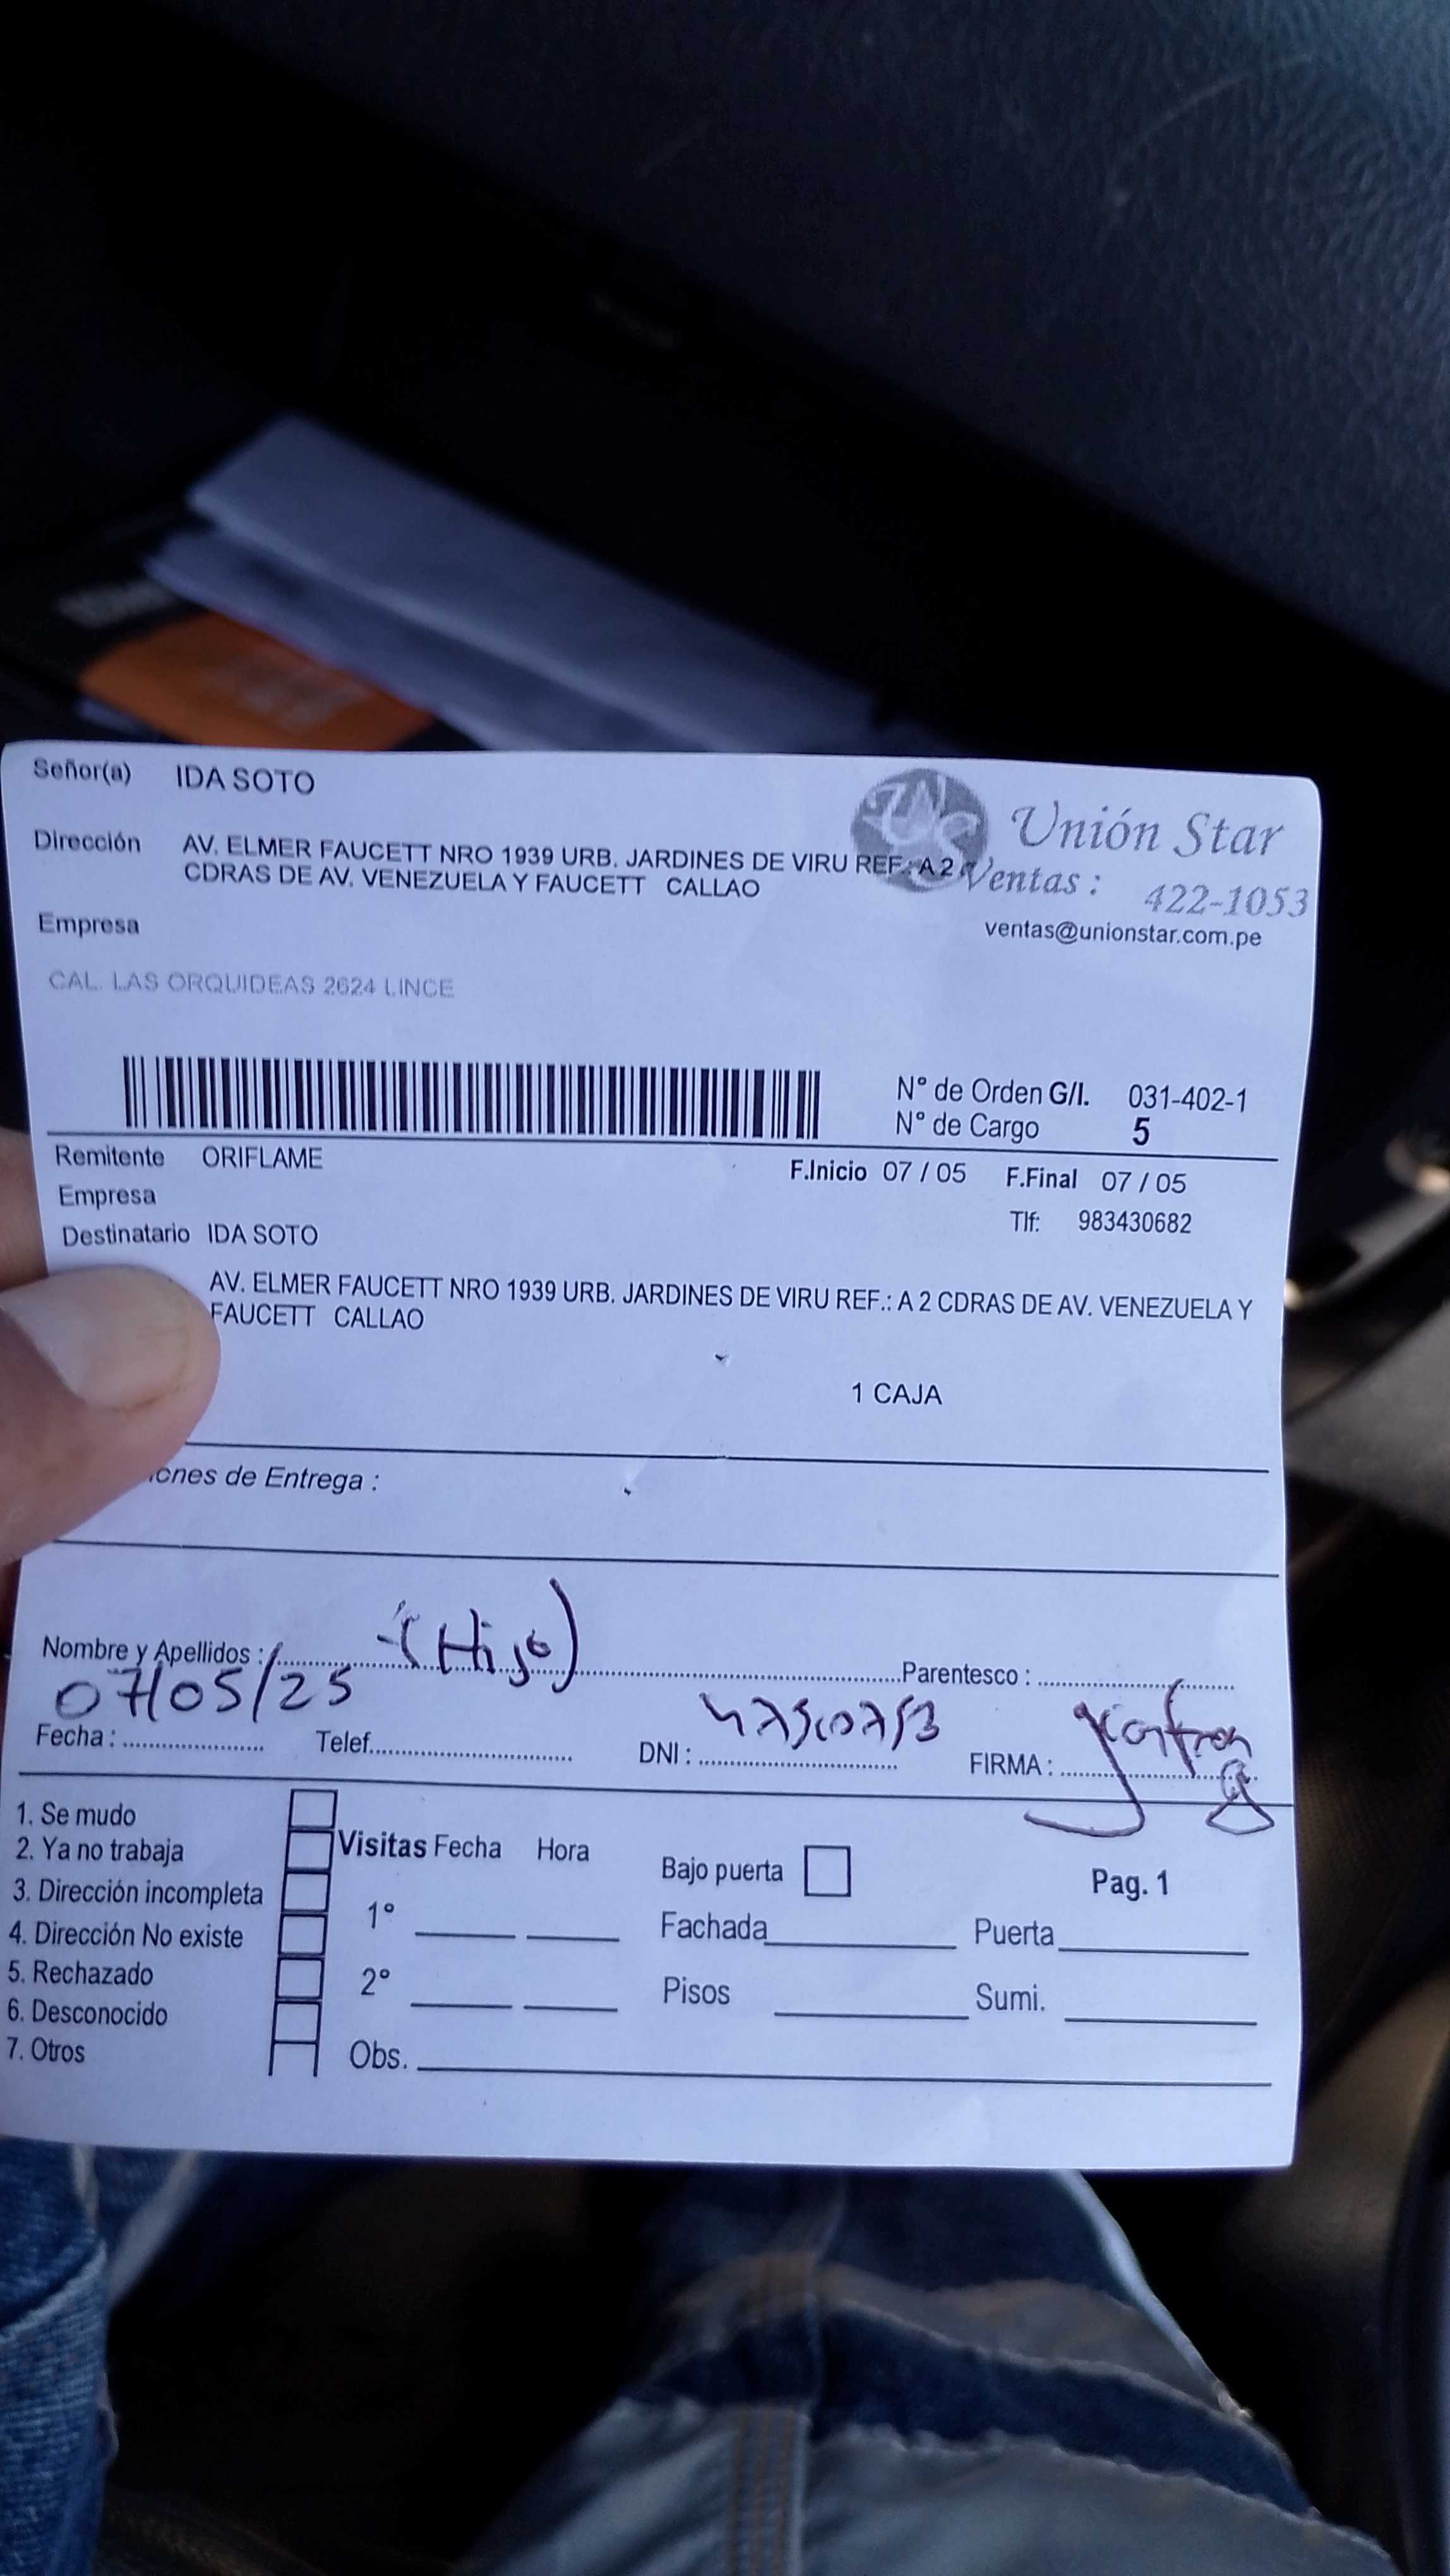 Señor(a) IDA SOTO
Unión Star
Dirección AV. ELMER FAUCETT NRO 1939 URB. JARDINES DE VIRU REF.: A 2
CDRAS DE AV. VENEZUELA Y FAUCETT CALLAO
Ventas : 422-1053
Empresa
ventas@unionstar.com.pe
CAL. LAS ORQUIDEAS 2624 LINCE
N° de Orden G/I. 031-402-1
N° de Cargo 5
Remitente ORIFLAME
F.Inicio 07 / 05 F.Final 07 / 05
Empresa
Tlf: 983430682
Destinatario IDA SOTO
AV. ELMER FAUCETT NRO 1939 URB. JARDINES DE VIRU REF.: A 2 CDRAS DE AV. VENEZUELA Y
FAUCETT CALLAO
1 CAJA
de Entrega :
(Hijo)
Nombre y Apellidos : Parentesco :
07/05/25
Fecha : Telef. DNI : FIRMA :
1. Se mudo
2. Ya no trabaja
3. Dirección incompleta
4. Dirección No existe
5. Rechazado
6. Desconocido
7. Otros
Visitas Fecha Hora
1°
2°
Obs.
Bajo puerta
Fachada
Pisos
Pag. 1
Puerta
Sumi.